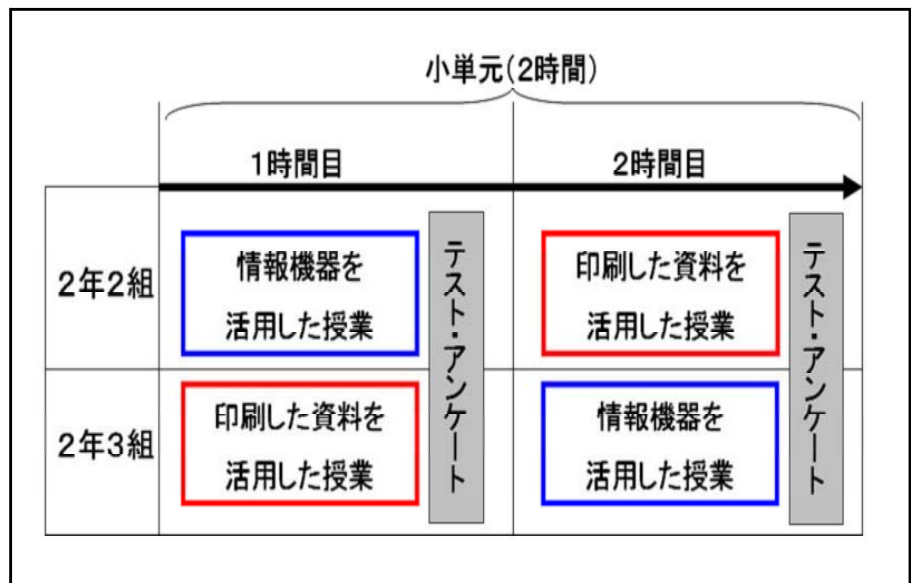 小単元(2時間)
1時間目
2時間目
2年2組
情報機器を
活用した授業
テスト・アンケート
印刷した資料を
活用した授業
テスト・アンケート
2年3組
印刷した資料を
活用した授業
情報機器を
活用した授業